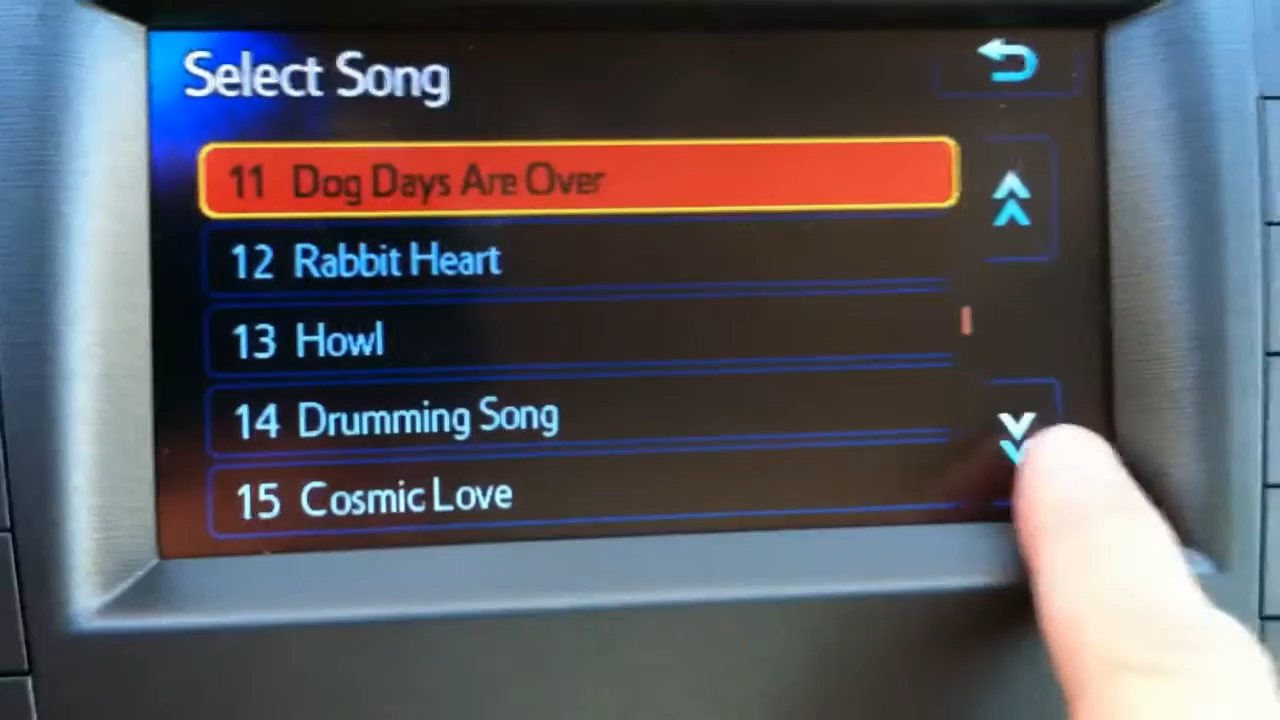 Select Song
11 Dog Days Are Over
12 Rabbit Heart
13 Howl
14 Drumming Song
15 Cosmic Love